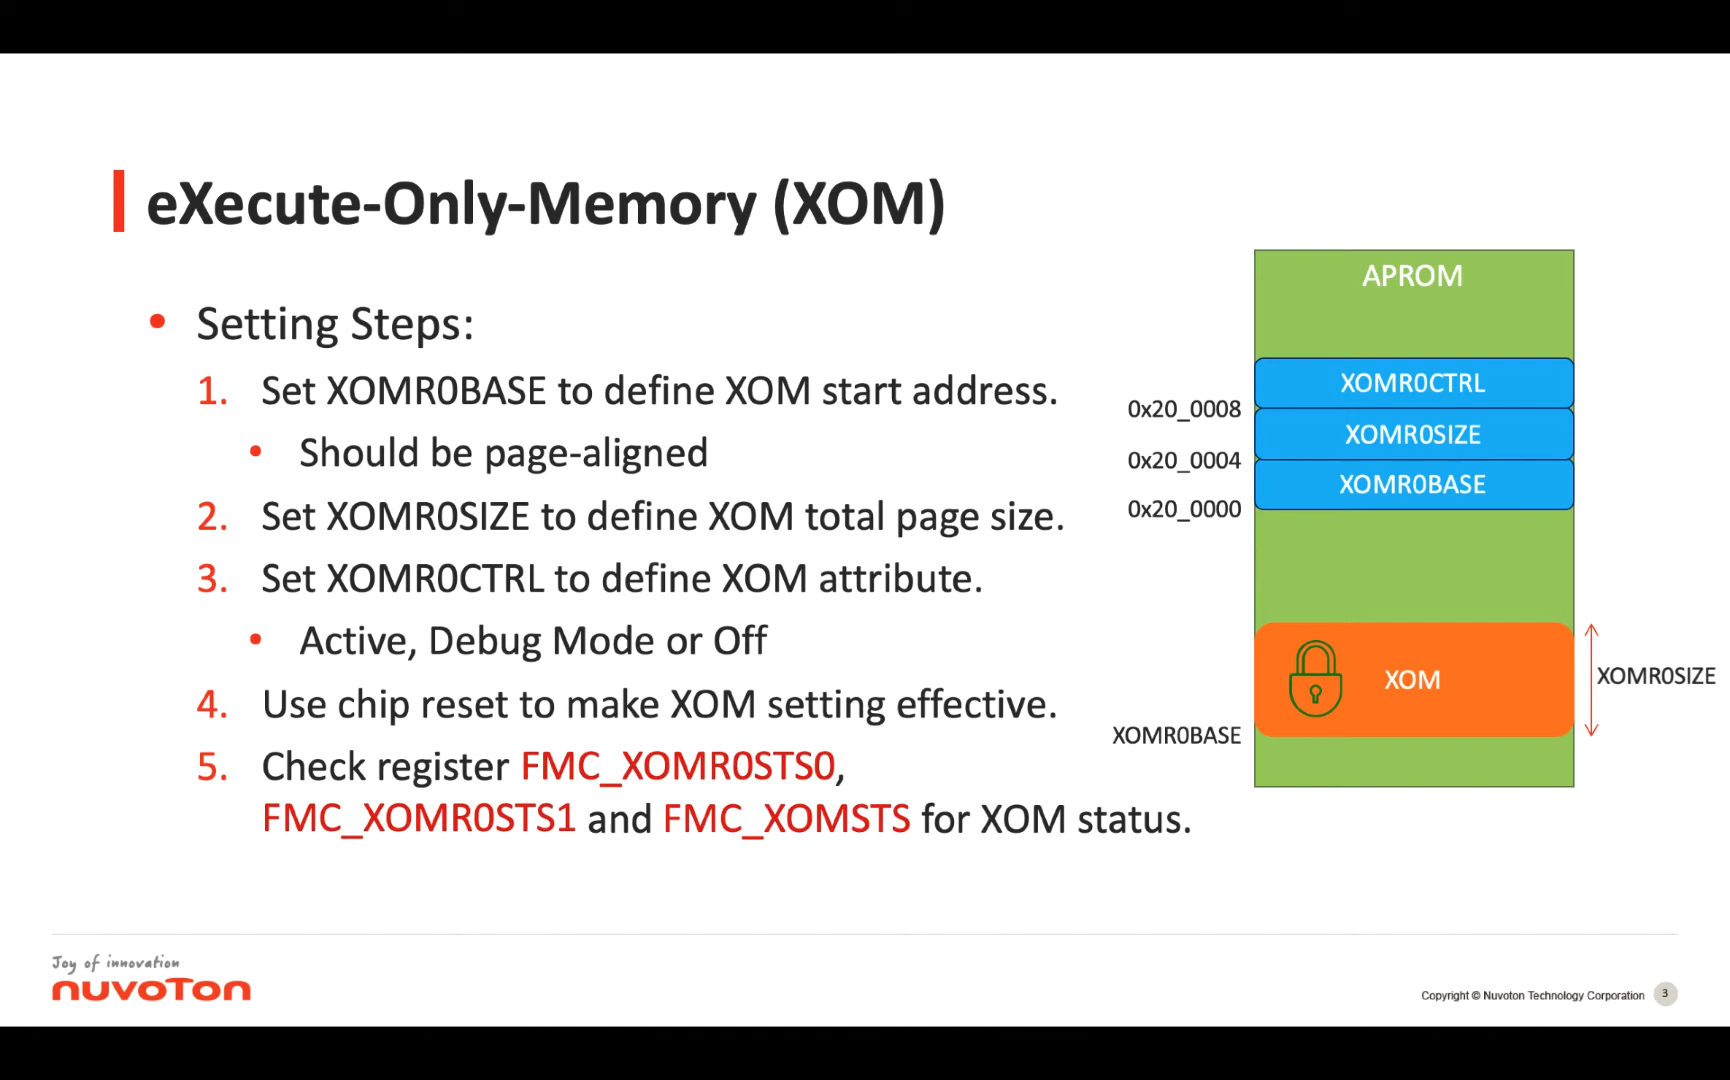 eXecute-Only-Memory (XOM)
• Setting Steps:
1. Set XOMR0BASE to define XOM start address.
• Should be page-aligned
2. Set XOMR0SIZE to define XOM total page size.
3. Set XOMR0CTRL to define XOM attribute.
• Active, Debug Mode or Off
4. Use chip reset to make XOM setting effective.
5. Check register FMC_XOMR0STS0,
FMC_XOMR0STS1 and FMC_XOMSTS for XOM status.
APROM
XOMR0CTRL
0x20_0008
XOMR0SIZE
0x20_0004
XOMR0BASE
0x20_0000
XOM
XOMR0SIZE
XOMR0BASE
Joy of innovation
nuvoTon
Copyright © Nuvoton Technology Corporation 3